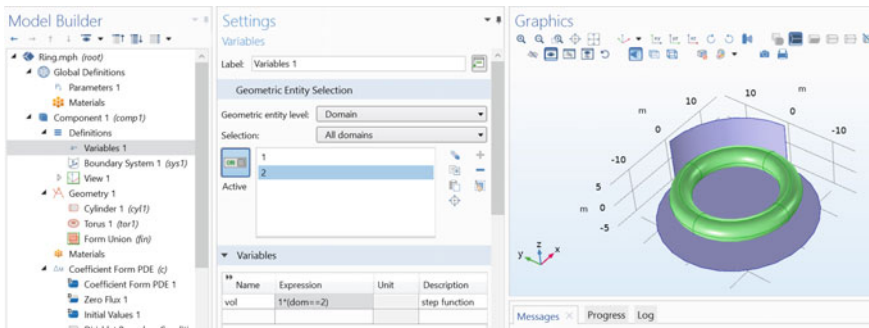 Model Builder
Ring.mph (root)
Global Definitions
Parameters 1
Materials
Component 1 (comp1)
Definitions
Variables 1
Boundary System 1 (sys1)
View 1
Geometry 1
Cylinder 1 (cyl1)
Torus 1 (tor1)
Form Union (fin)
Materials
Coefficient Form PDE (c)
Coefficient Form PDE 1
Zero Flux 1
Initial Values 1
Settings
Variables
Label: Variables 1
Geometric Entity Selection
Geometric entity level: Domain
Selection: All domains
Active
1
2
Variables
Name Expression Unit Description
vol 1*(dom==2) step function
Graphics
m 10 10 m
0 0
-10 -10
5
m 0
-5
z
y x
Messages Progress Log